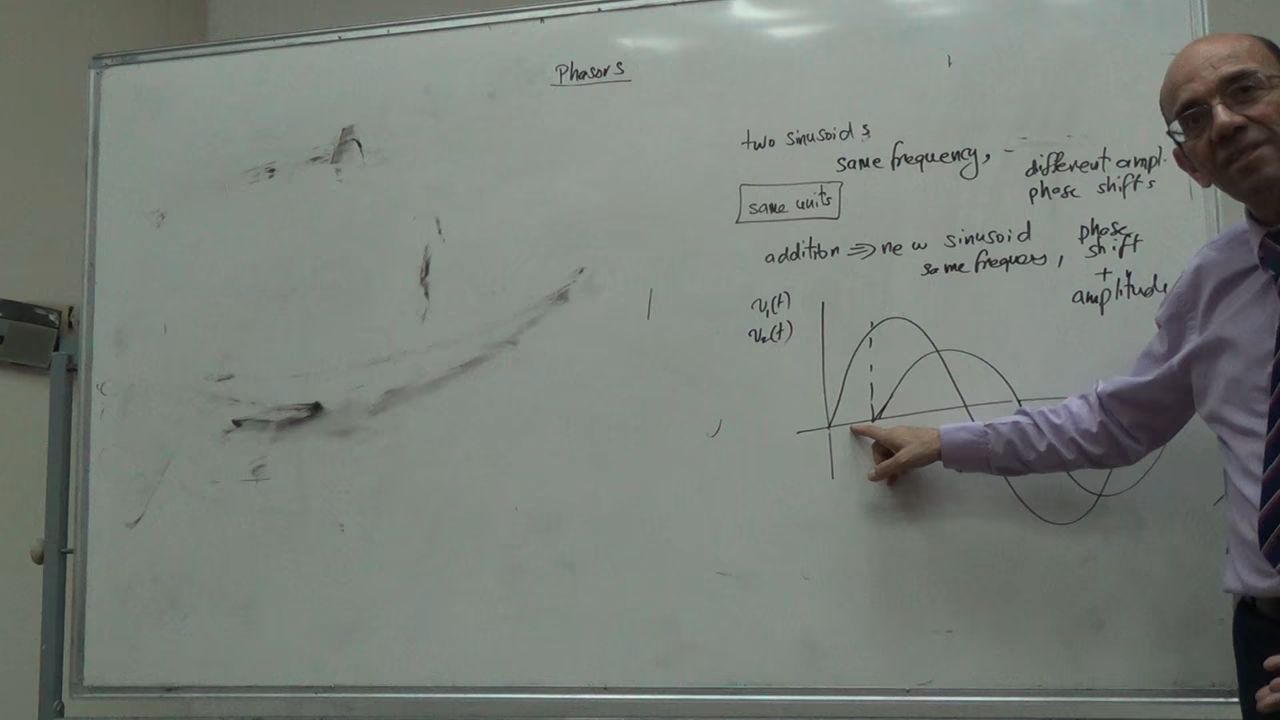 Phasors
two sinusoids
same frequency, - different ampl.
phase shifts
same units
addition ⇒ new sinusoid
same frequecy, phase
shift
+
amplitude
v₁(t)
v₂(t)